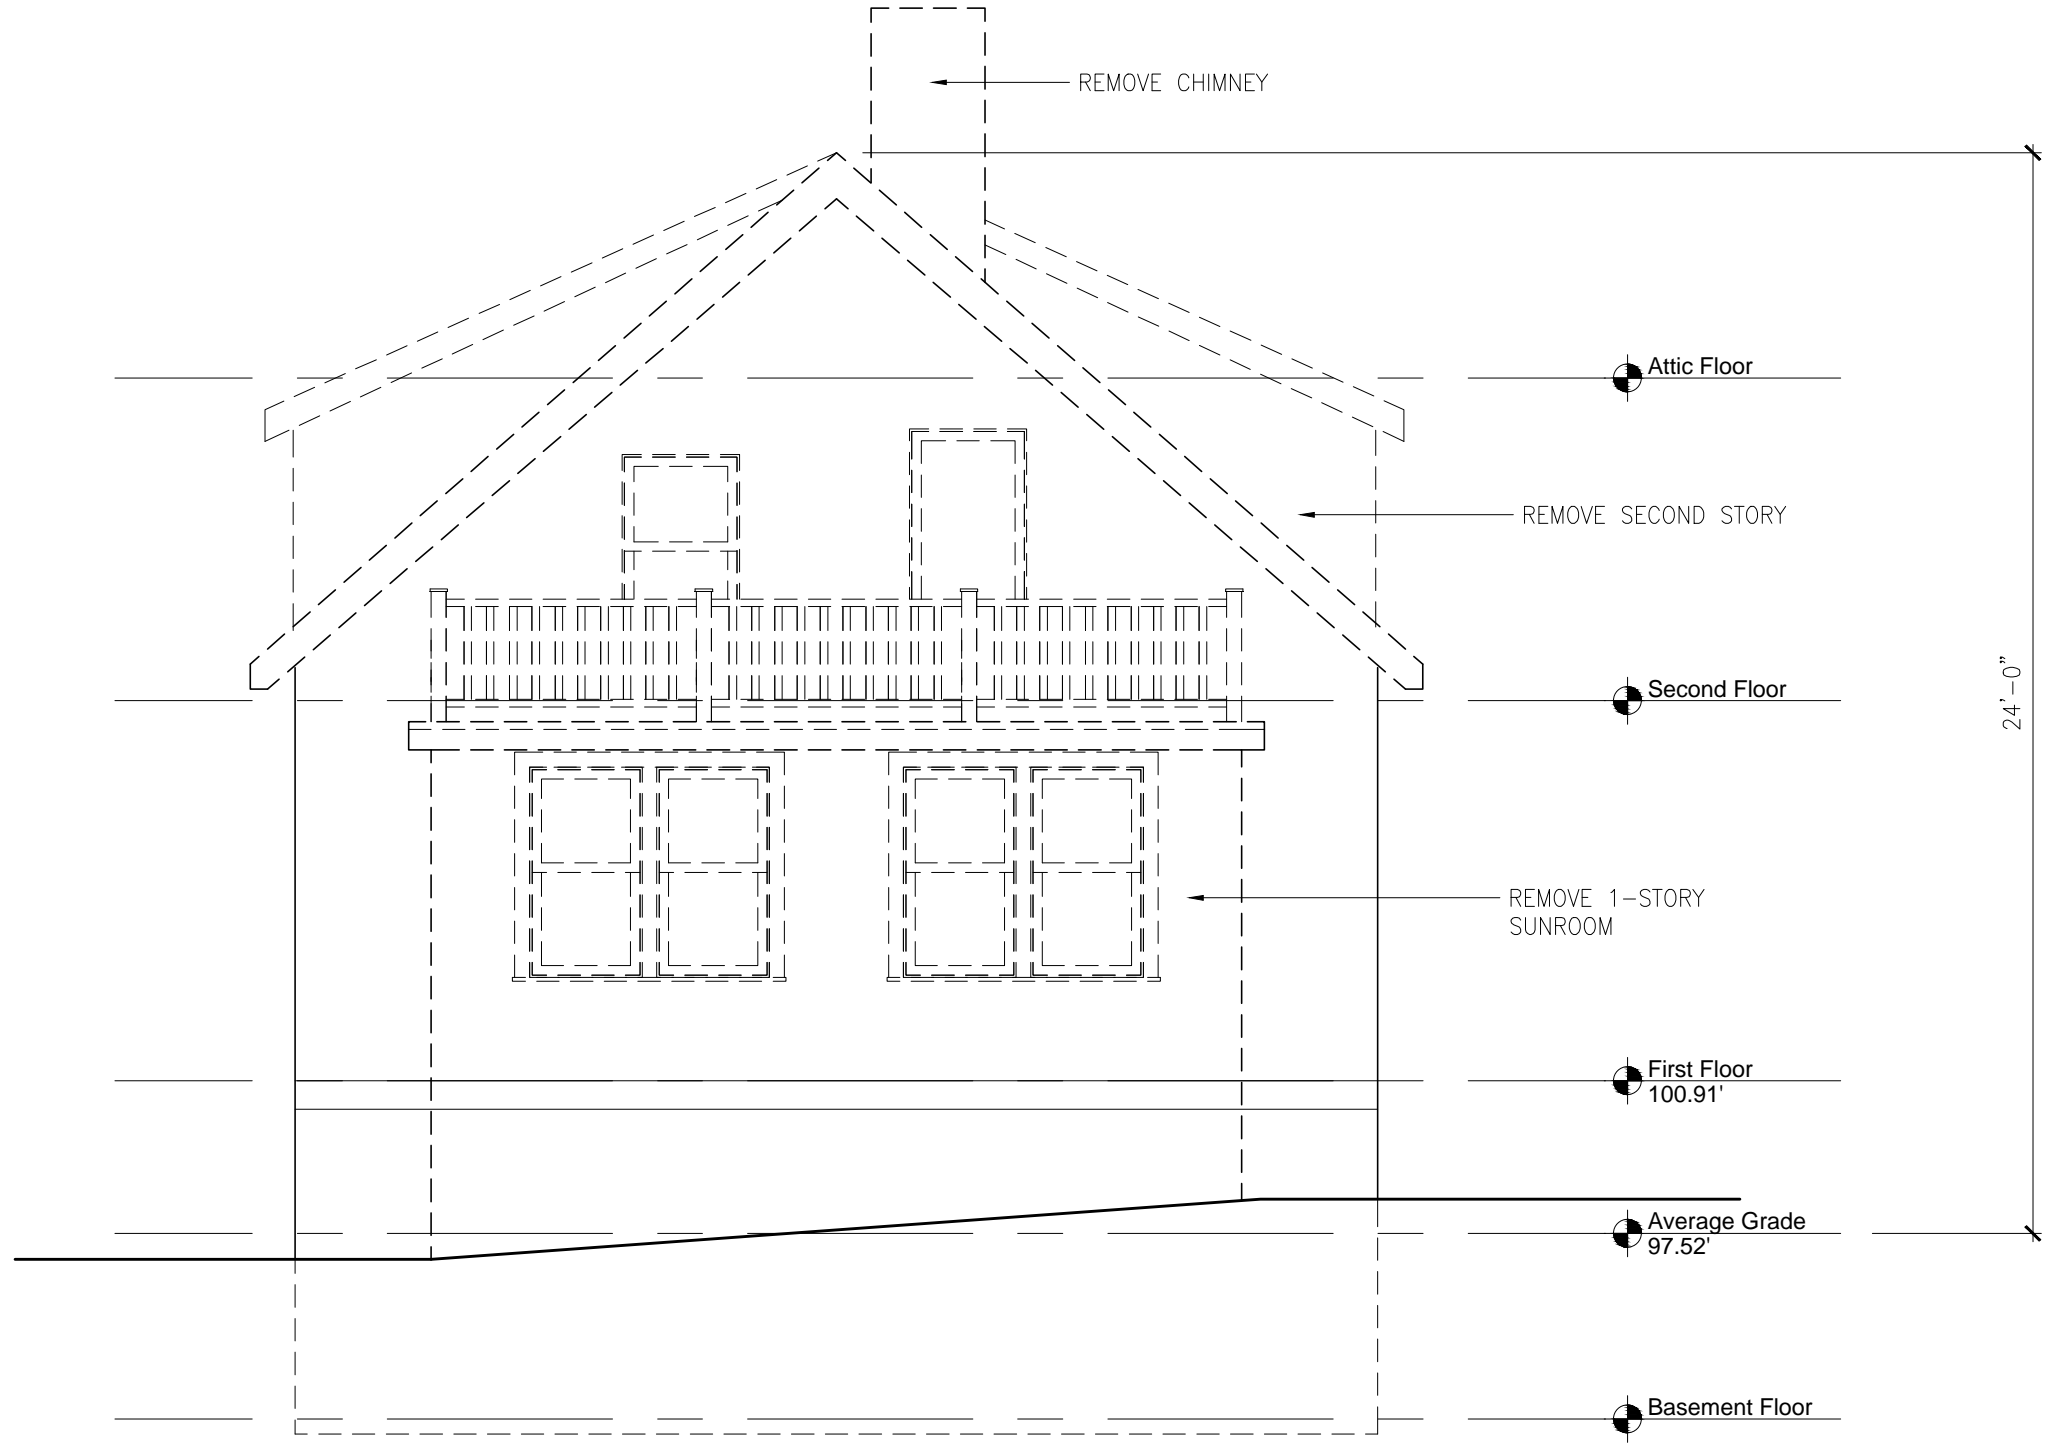 REMOVE CHIMNEY
Attic Floor
REMOVE SECOND STORY
Second Floor
24'-0"
REMOVE 1-STORY
SUNROOM
First Floor
100.91'
Average Grade
97.52'
Basement Floor